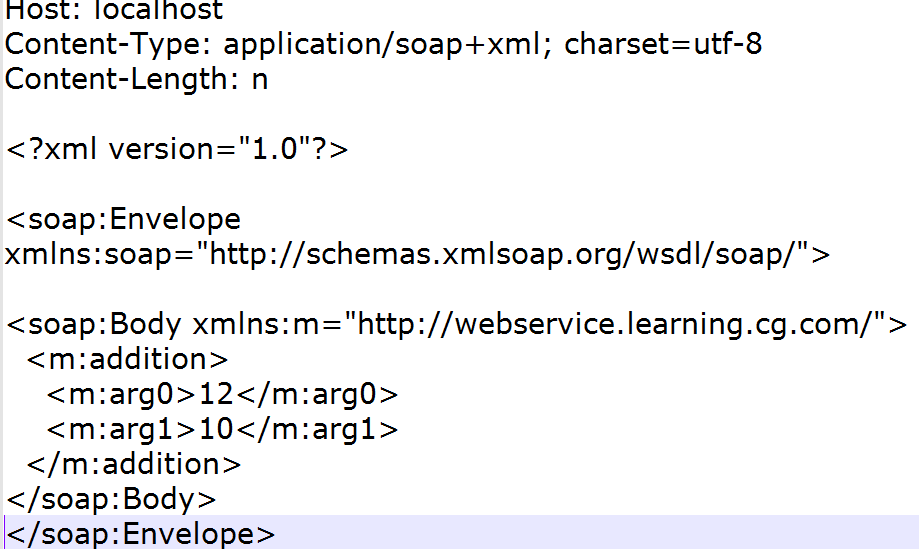 Host: localhost
Content-Type: application/soap+xml; charset=utf-8
Content-Length: n
<?xml version="1.0"?>
<soap:Envelope
xmlns:soap="http://schemas.xmlsoap.org/wsdl/soap/">
<soap:Body xmlns:m="http://webservice.learning.cg.com/">
<m:addition>
<m:arg0>12</m:arg0>
<m:arg1>10</m:arg1>
</m:addition>
</soap:Body>
</soap:Envelope>